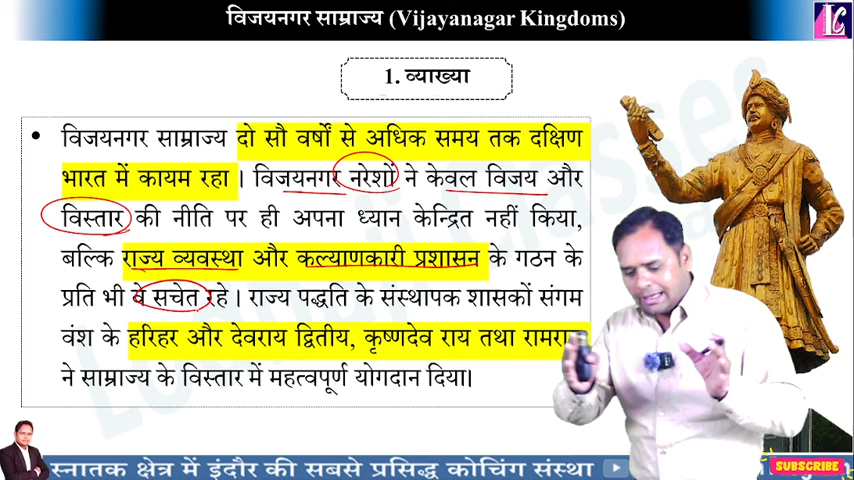 विजयनगर साम्राज्य (Vijayanagar Kingdoms)
LC
1. व्याख्या
• विजयनगर साम्राज्य दो सौ वर्षों से अधिक समय तक दक्षिण
भारत में कायम रहा । विजयनगर नरेशों ने केवल विजय और
विस्तार की नीति पर ही अपना ध्यान केन्द्रित नहीं किया,
बल्कि राज्य व्यवस्था और कल्याणकारी प्रशासन के गठन के
प्रति भी वे सचेत रहे । राज्य पद्धति के संस्थापक शासकों संगम
वंश के हरिहर और देवराय द्वितीय, कृष्णदेव राय तथा
ने साम्राज्य के विस्तार में महत्वपूर्ण योगदान दिया।
स्नातक क्षेत्र में इंदौर की सबसे प्रसिद्ध कोचिंग संस्था
SUBSCRIBE